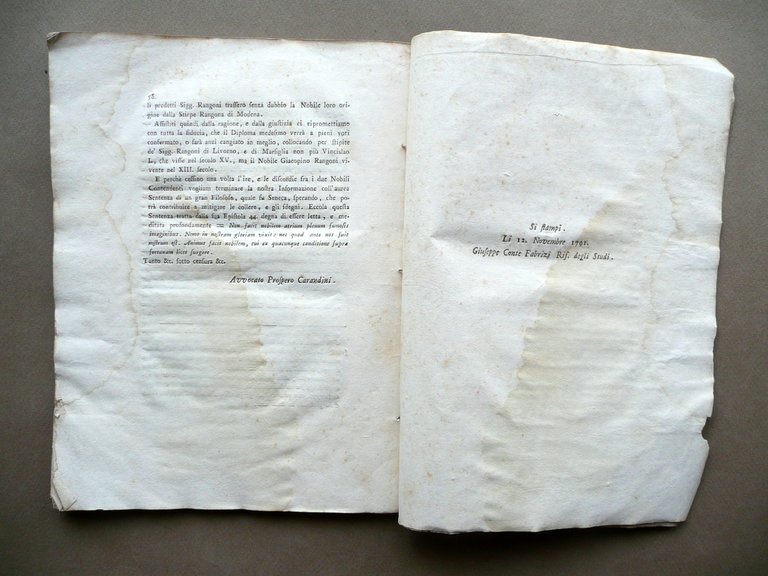 58.
li predetti Sigg. Rangoni trassero senza dubbio la Nobile loro ori-
gine dalla Stirpe Rangona di Modena.
— Assistiti quindi dalla ragione, e dalla giustizia ci ripromettiamo
con tutta la fiducia, che il Diploma medesimo verrà a pieni voti
confermato, o sarà anzi cangiato in meglio, collocando per stipite
de' Sigg. Rangoni di Livorno, e di Marsiglia non più Vincislao
I., che visse nel secolo XV., ma il Nobile Giacopino Rangoni vi-
vente nel XIII. secolo.
E perchè cessino una volta l'ire, e le discordie fra i due Nobili
Contendenti vogliam terminare la nostra Informazione coll'aurea
Sentenza di un gran Filosofo, quale fu Seneca, sperando, che po-
trà contribuire a mitigare le collere, e gli sdegni. Eccola questa
Sentenza tratta dalla sua Epistola 44. degna di essere letta, e me-
ditata profondamente = Non facit nobilem atrium plenum fumosis
imaginibus. Nemo in nostram gloriam vixit: nec quod ante nos fuit
nostrum est. Animus facit nobilem, cui ex quacunque conditione supra
fortunam licet surgere.
Tanto &c. sotto censura &c.
Avvocato Prospero Carandini.
Si stampi.
Li 12. Novembre 1791.
Giuseppe Conte Fabrizi Rif. degli Studi.